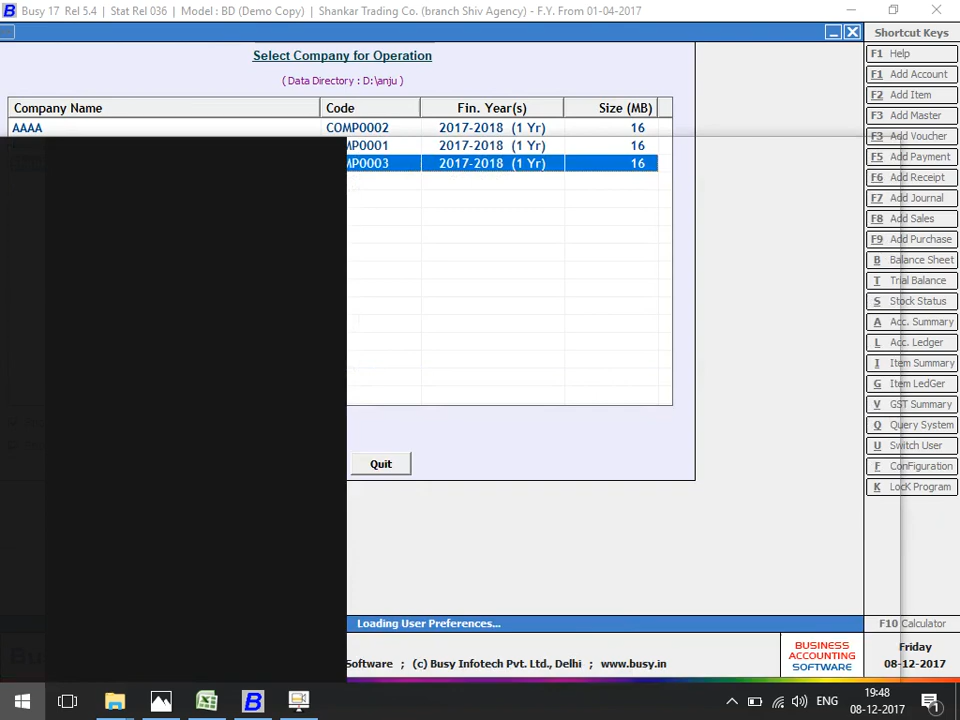 Busy 17 Rel 5.4 | Stat Rel 036 | Model : BD (Demo Copy) | Shankar Trading Co. (branch Shiv Agency) - F.Y. From 01-04-2017
Select Company for Operation
( Data Directory : D:\anju )
Company Name Code Fin. Year(s) Size (MB)
AAAA COMP0002 2017-2018 (1 Yr) 16
MP0001 2017-2018 (1 Yr) 16
MP0003 2017-2018 (1 Yr) 16
Quit
Shortcut Keys
F1 Help
F1 Add Account
F2 Add Item
F3 Add Master
F3 Add Voucher
F5 Add Payment
F6 Add Receipt
F7 Add Journal
F8 Add Sales
F9 Add Purchase
B Balance Sheet
T Trial Balance
S Stock Status
A Acc. Summary
L Acc. Ledger
I Item Summary
G Item LedGer
V GST Summary
Q Query System
U Switch User
F ConFiguration
K LocK Program
Loading User Preferences...
F10 Calculator
Software ; (c) Busy Infotech Pvt. Ltd., Delhi ; www.busy.in
BUSINESS
ACCOUNTING
SOFTWARE
Friday
08-12-2017
ENG
19:48
08-12-2017
1